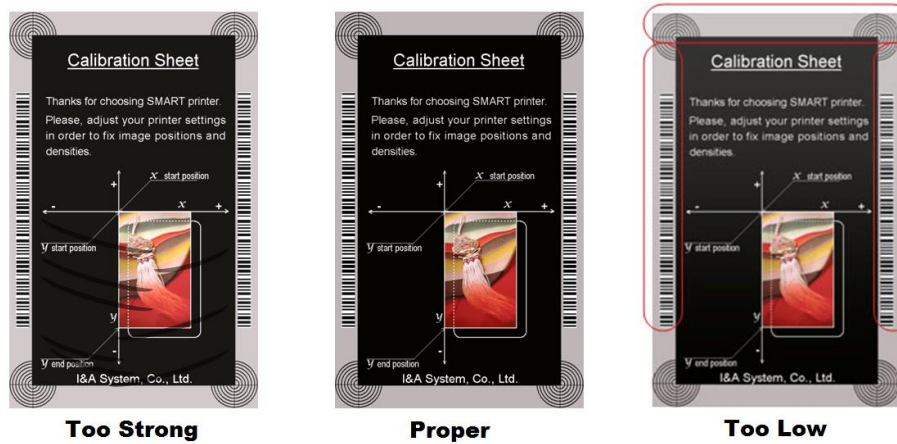 Calibration Sheet
Thanks for choosing SMART printer.
Please, adjust your printer settings
in order to fix image positions and
densities.
+
x start position
- x +
y start position
y
-
y end position
I&A System, Co., Ltd.
Too Strong
Calibration Sheet
Thanks for choosing SMART printer.
Please, adjust your printer settings
in order to fix image positions and
densities.
+
x start position
- x +
y start position
y
-
y end position
I&A System, Co., Ltd.
Proper
Calibration Sheet
Thanks for choosing SMART printer.
Please, adjust your printer settings
in order to fix image positions and
densities.
+
x start position
- x +
y start position
y
-
y end position
I&A System, Co., Ltd.
Too Low